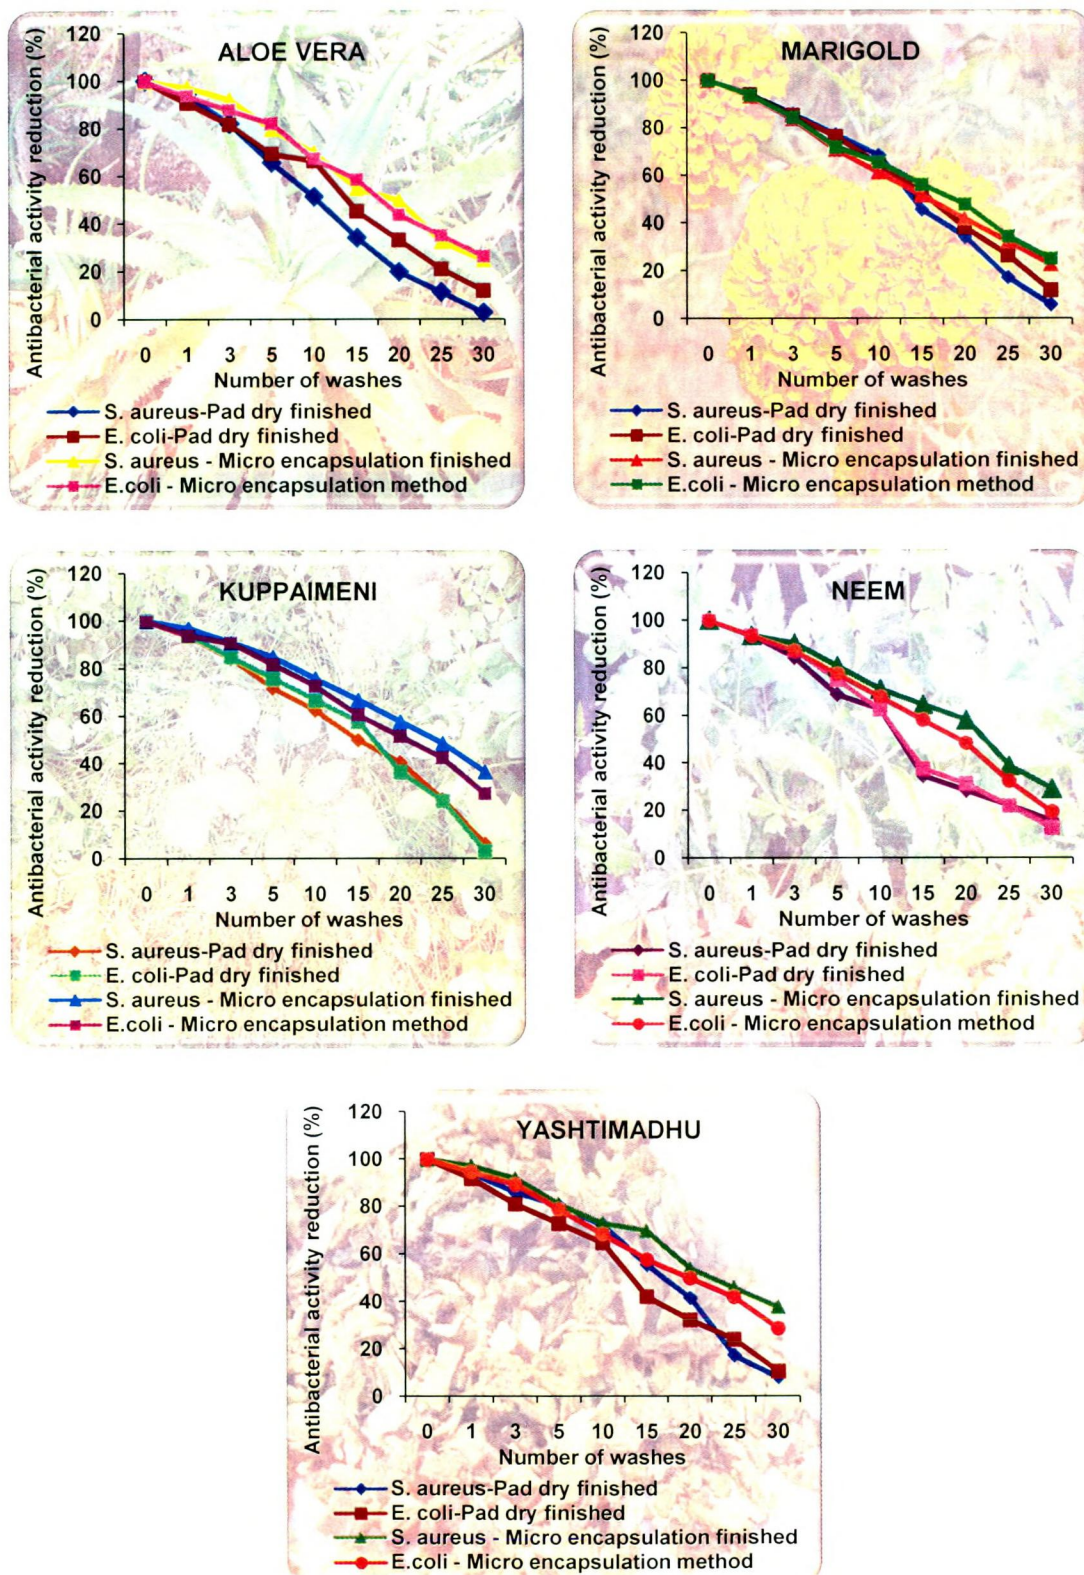 ALOE VERA
Antibacterial activity reduction (%)
120
100
80
60
40
20
0
0 1 3 5 10 15 20 25 30
Number of washes
S. aureus-Pad dry finished
E. coli-Pad dry finished
S. aureus - Micro encapsulation finished
E.coli - Micro encapsulation method
MARIGOLD
Antibacterial activity reduction (%)
120
100
80
60
40
20
0
0 1 3 5 10 15 20 25 30
Number of washes
S. aureus-Pad dry finished
E. coli-Pad dry finished
S. aureus - Micro encapsulation finished
E.coli - Micro encapsulation method
KUPPAIMENI
Antibacterial activity reduction (%)
120
100
80
60
40
20
0
0 1 3 5 10 15 20 25 30
Number of washes
S. aureus-Pad dry finished
E. coli-Pad dry finished
S. aureus - Micro encapsulation finished
E.coli - Micro encapsulation method
NEEM
Antibacterial activity reduction (%)
120
100
80
60
40
20
0
0 1 3 5 10 15 20 25 30
Number of washes
S. aureus-Pad dry finished
E. coli-Pad dry finished
S. aureus - Micro encapsulation finished
E.coli - Micro encapsulation method
YASHTIMADHU
Antibacterial activity reduction (%)
120
100
80
60
40
20
0
0 1 3 5 10 15 20 25 30
Number of washes
S. aureus-Pad dry finished
E. coli-Pad dry finished
S. aureus - Micro encapsulation finished
E.coli - Micro encapsulation method